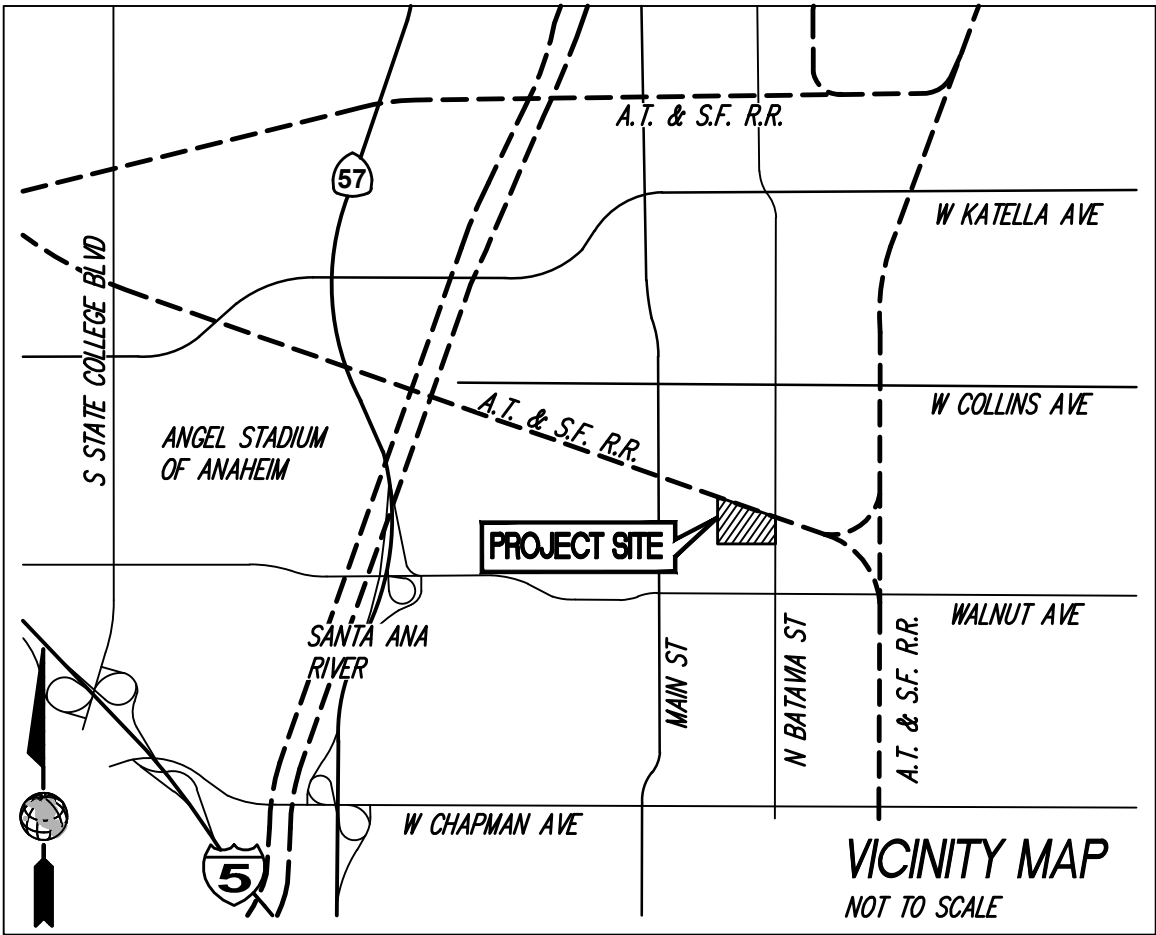 A.T. & S.F. R.R.
57
W KATELLA AVE
S STATE COLLEGE BLVD
W COLLINS AVE
A.T. & S.F. R.R.
ANGEL STADIUM
OF ANAHEIM
PROJECT SITE
WALNUT AVE
SANTA ANA
RIVER
MAIN ST
N BATAVIA ST
A.T. & S.F. R.R.
W CHAPMAN AVE
5
VICINITY MAP
NOT TO SCALE